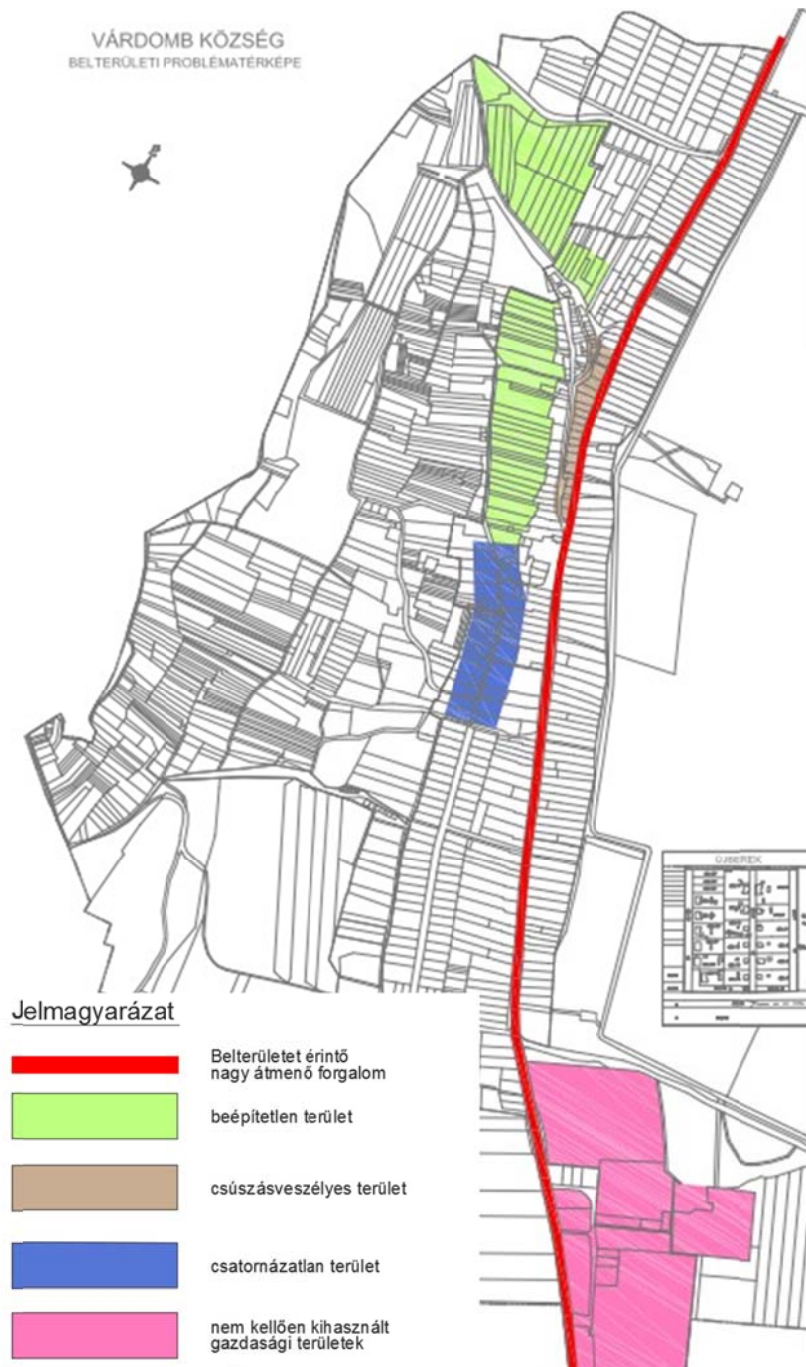 VÁRDOMB KÖZSÉG
BELTERÜLETI PROBLÉMATÉRKÉPE
ÚJBEREK
Jelmagyarázat
Belterületet érintő
nagy átmenő forgalom
beépítetlen terület
csúszásveszélyes terület
csatornázatlan terület
nem kellően kihasznált
gazdasági területek